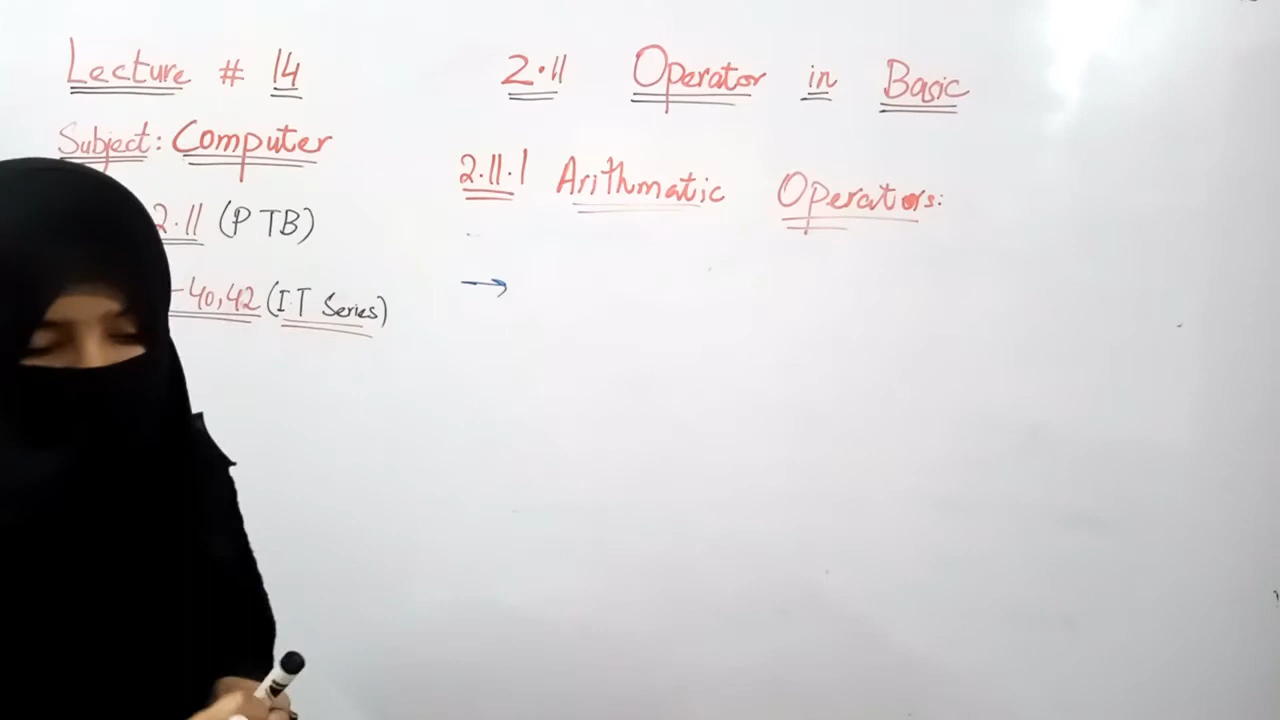 Lecture # 14
Subject: Computer
2.11 (PTB)
-40,42 (I.T Series)
2.11 Operator in Basic
2.11.1 Arithmatic Operators:
→